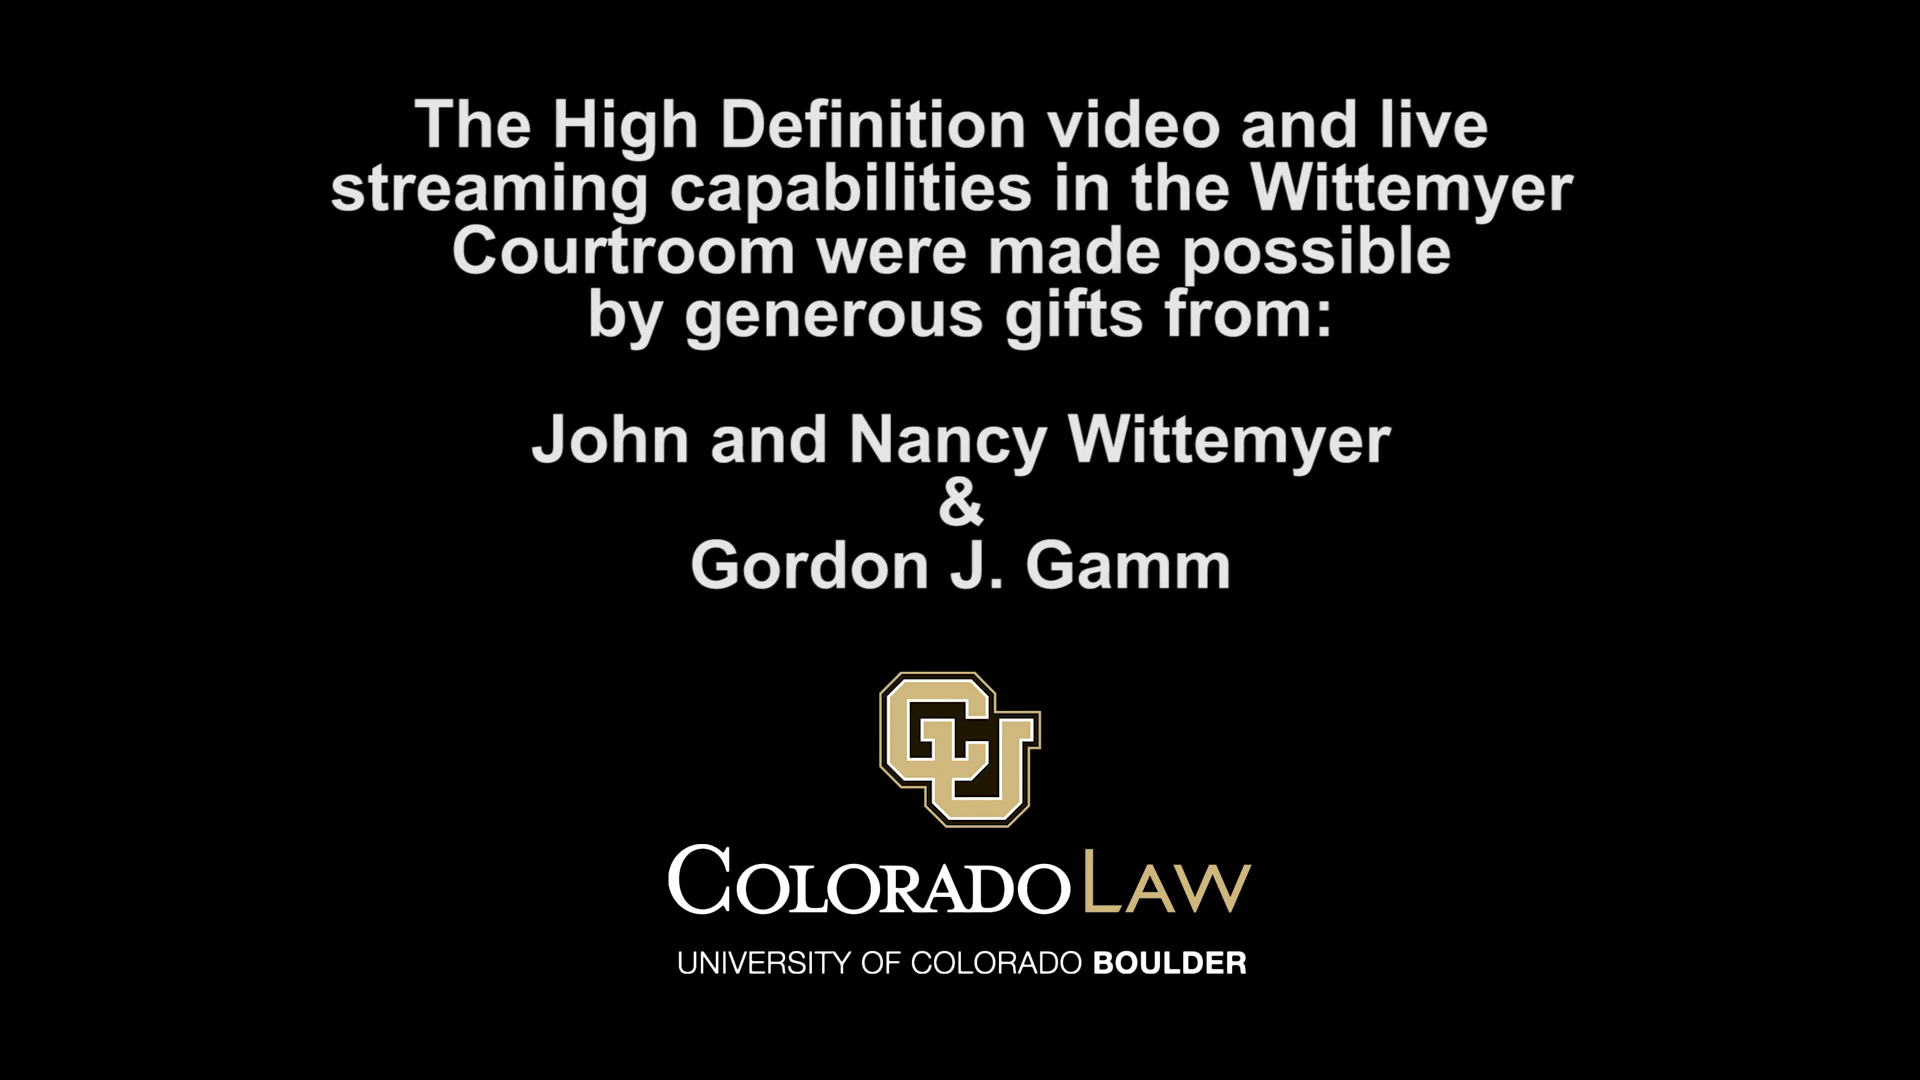 The High Definition video and live
streaming capabilities in the Wittemyer
Courtroom were made possible
by generous gifts from:
John and Nancy Wittemyer
&
Gordon J. Gamm
CU
COLORADO LAW
UNIVERSITY OF COLORADO BOULDER